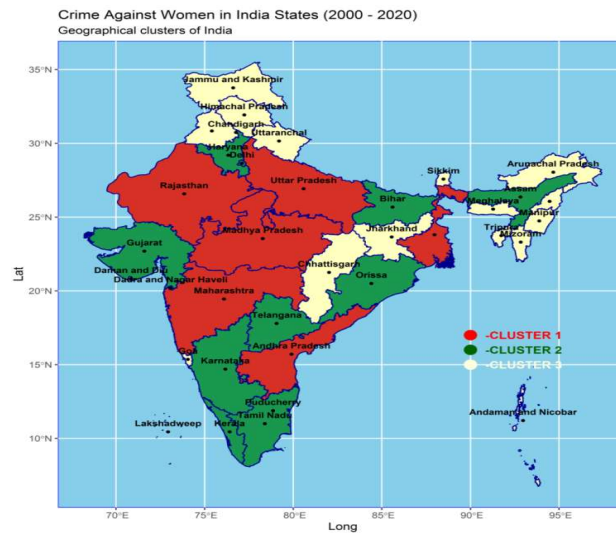 Crime Against Women in India States (2000 - 2020)
Geographical clusters of India
35°N
Jammu and Kashmir
Himachal Pradesh
Chandigarh
Uttaranchal
30°N
Haryana
Delhi
Arunachal Pradesh
Sikkim
Rajasthan
Uttar Pradesh
Assam
Bihar
Meghalaya
25°N
Manipur
Jharkhand
Tripura
Mizoram
Madhya Pradesh
Gujarat
Chhattisgarh
Daman and Diu
Orissa
Dadra and Nagar Haveli
20°N
Maharashtra
Telangana
-CLUSTER 1
Andhra Pradesh
-CLUSTER 2
Goa
-CLUSTER 3
15°N
Karnataka
Puducherry
Andaman and Nicobar
Lakshadweep
Kerala
Tamil Nadu
10°N
70°E 75°E 80°E 85°E 90°E 95°E
Long
Lat